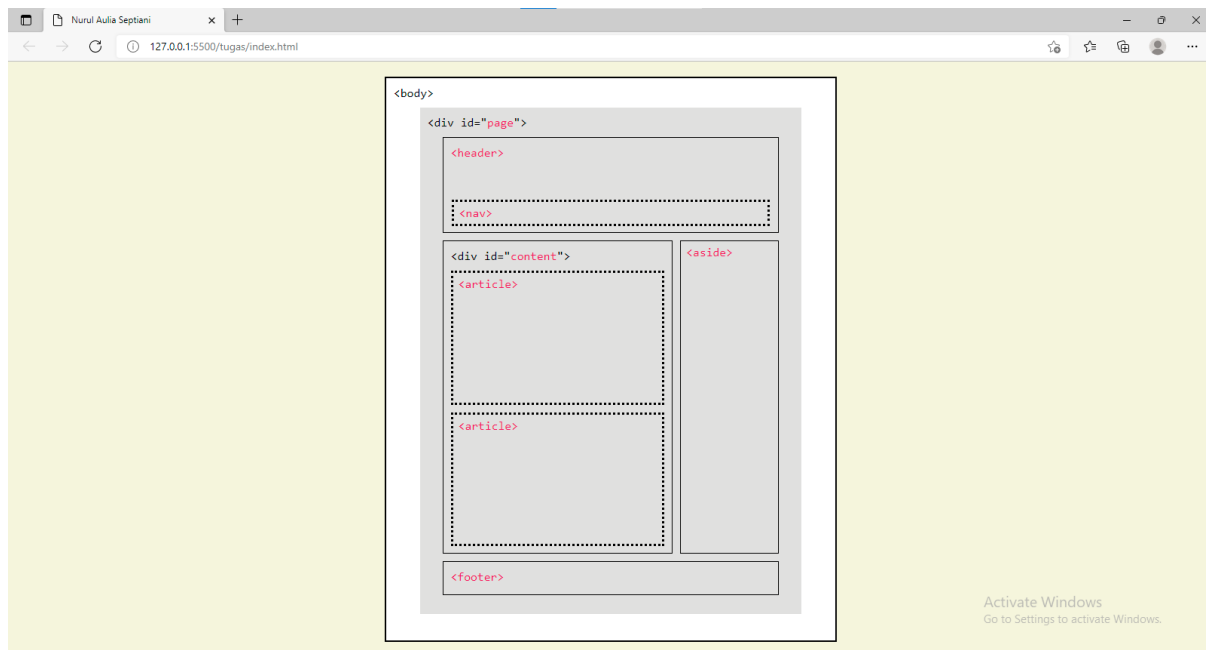 Nurul Aulia Septiani
127.0.0.1:5500/tugas/index.html
<body>
<div id="page">
<header>
<nav>
<div id="content">
<aside>
<article>
<article>
<footer>
Activate Windows
Go to Settings to activate Windows.